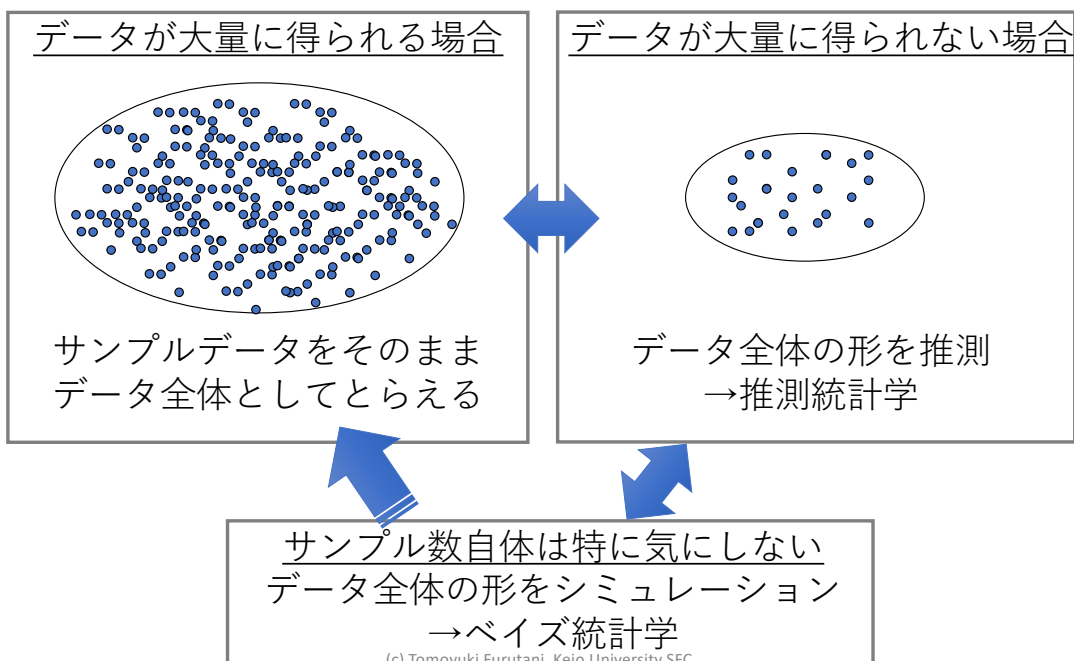 データが大量に得られる場合
サンプルデータをそのまま
データ全体としてとらえる
データが大量に得られない場合
データ全体の形を推測
→推測統計学
サンプル数自体は特に気にしない
データ全体の形をシミュレーション
→ベイズ統計学
(c) Tomoyuki Furutani, Keio University SFC